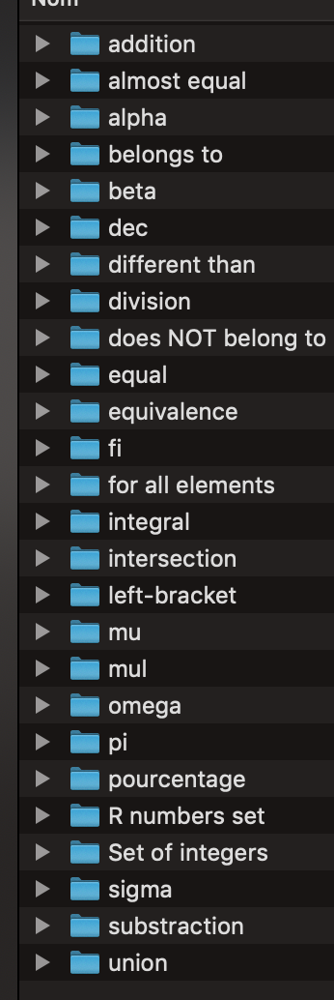 Nom
addition
almost equal
alpha
belongs to
beta
dec
different than
division
does NOT belong to
equal
equivalence
fi
for all elements
integral
intersection
left-bracket
mu
mul
omega
pi
pourcentage
R numbers set
Set of integers
sigma
substraction
union